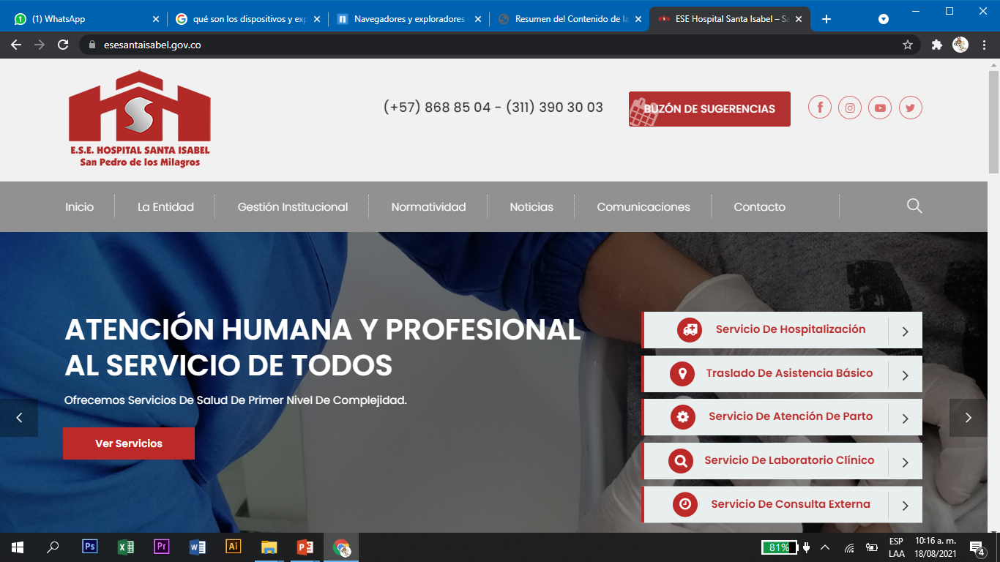 (1) WhatsApp
qué son los dispositivos y exp
Navegadores y exploradores
Resumen del Contenido de la
ESE Hospital Santa Isabel – Sa
esesantaisabel.gov.co
E.S.E. HOSPITAL SANTA ISABEL
San Pedro de los Milagros
(+57) 868 85 04 - (311) 390 30 03
BUZÓN DE SUGERENCIAS
Inicio
La Entidad
Gestión Institucional
Normatividad
Noticias
Comunicaciones
Contacto
ATENCIÓN HUMANA Y PROFESIONAL
AL SERVICIO DE TODOS
Ofrecemos Servicios De Salud De Primer Nivel De Complejidad.
Ver Servicios
Servicio De Hospitalización
Traslado De Asistencia Básico
Servicio De Atención De Parto
Servicio De Laboratorio Clínico
Servicio De Consulta Externa
Ps
Pr
Ai
81%
ESP
LAA
10:16 a. m.
18/08/2021
4